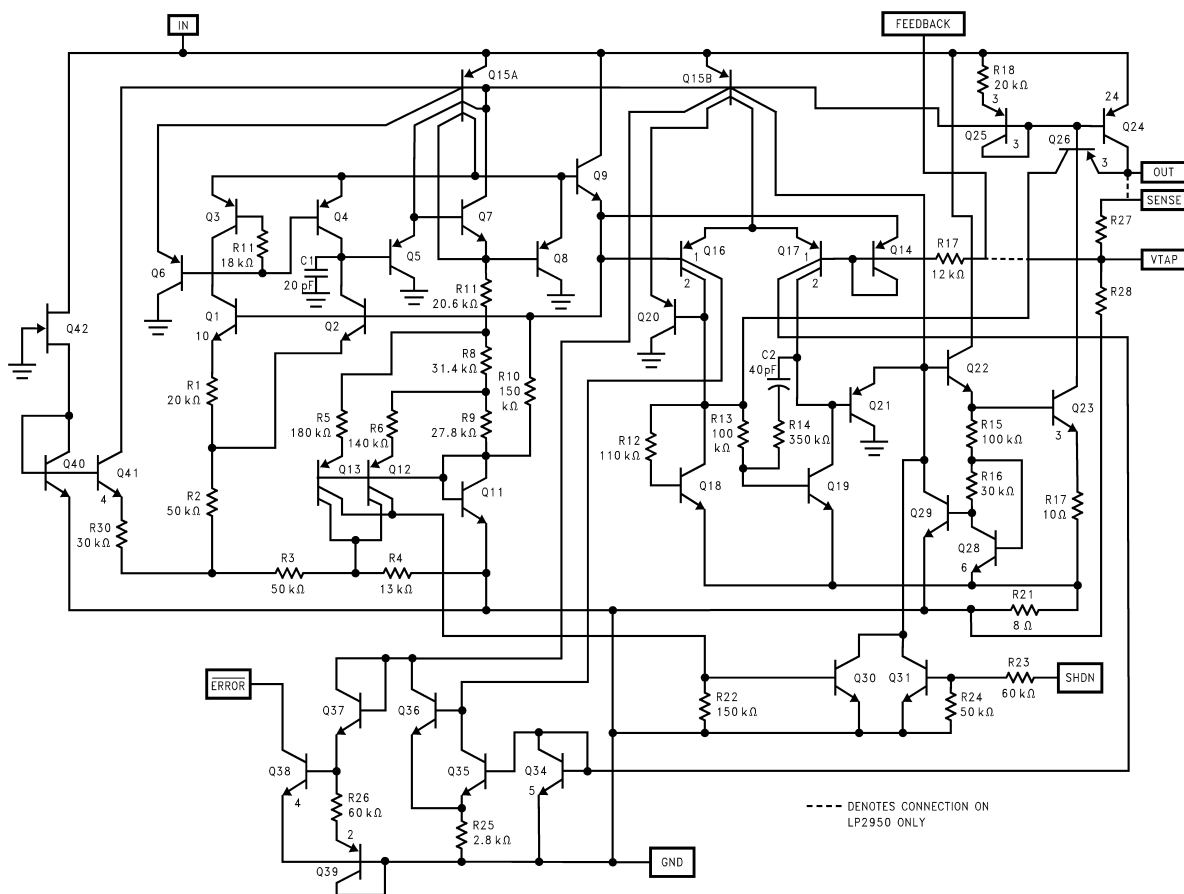 IN
FEEDBACK
Q15A
Q15B
R18
20 kΩ
24
3
Q25
3
Q24
Q26
3
OUT
SENSE
Q9
Q3
Q4
Q7
R11
18 kΩ
Q6
C1
20 pF
Q5
Q8
Q16
1
2
Q17
1
2
Q14
R17
12 kΩ
R27
VTAP
R28
R11
20.6 kΩ
Q42
Q1
10
Q2
Q20
R8
31.4 kΩ
R10
150
kΩ
C2
40pF
Q22
R1
20 kΩ
R5
180 kΩ
R6
140 kΩ
R9
27.8 kΩ
R12
110 kΩ
R13
100
kΩ
R14
350 kΩ
Q21
R15
100 kΩ
Q23
3
Q40
Q41
4
Q13
Q12
Q11
Q18
Q19
R16
30 kΩ
R17
10Ω
R2
50 kΩ
R30
30 kΩ
Q29
Q28
6
R3
50 kΩ
R4
13 kΩ
R21
8 Ω
ERROR
Q37
Q36
R22
150 kΩ
Q30
Q31
R23
60 kΩ
SHDN
R24
50 kΩ
Q38
4
Q35
Q34
5
R26
60 kΩ
R25
2.8 kΩ
2
Q39
GND
DENOTES CONNECTION ON
LP2950 ONLY